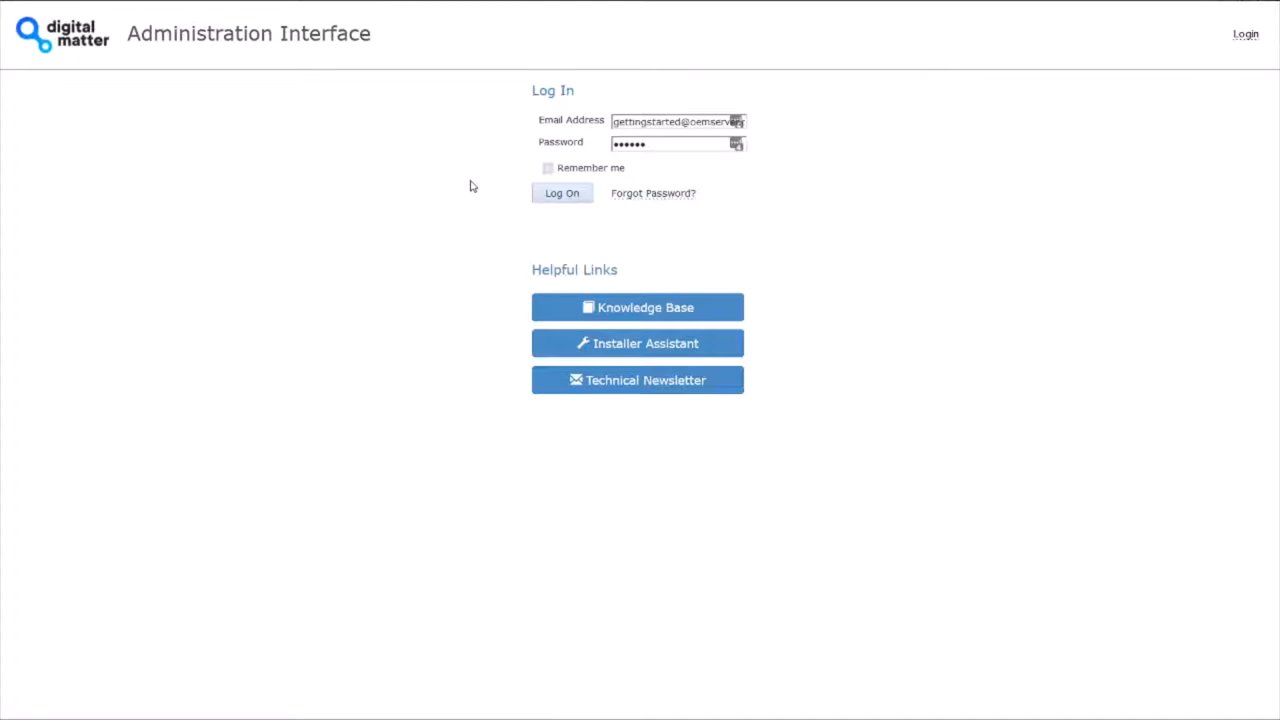 digital
matter
Administration Interface
Login
Log In
Email Address
gettingstarted@oemserver
Password
Remember me
Log On
Forgot Password?
Helpful Links
Knowledge Base
Installer Assistant
Technical Newsletter